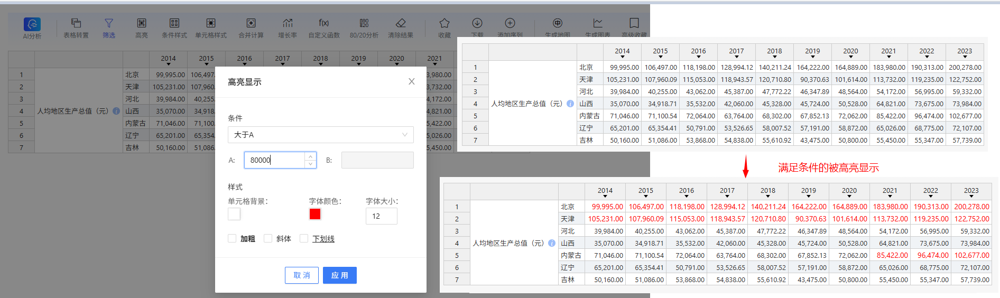 AI分析 表格转置 筛选 高亮 条件样式 单元格样式 合并计算 增长率 f(x) 自定义函数 80/20分析 清除结果 收藏 下载 添加序列 生成地图 生成图表 高级收藏
2014 2015 2016 2017 2018 2019 2020 2021
1 北京 99,995.00 106,497.00
2 天津 105,231.00 107,960.
3 河北 39,984.00 40,255.
4 人均地区生产总值（元） 山西 35,070.00 34,918.
5 内蒙古 71,046.00 71,100.
6 辽宁 65,201.00 65,354.
7 吉林 50,160.00 51,086.
3,980.00
3,732.00
4,172.00
4,821.00
5,422.00
5,026.00
5,450.00
高亮显示 X
条件
大于A
A: 80000 B:
样式
单元格背景： 字体颜色： 字体大小：
12
加粗 斜体 下划线
取 消 应 用
2014 2015 2016 2017 2018 2019 2020 2021 2022 2023
1 北京 99,995.00 106,497.00 118,198.00 128,994.12 140,211.24 164,222.00 164,889.00 183,980.00 190,313.00 200,278.00
2 天津 105,231.00 107,960.09 115,053.00 118,943.57 120,710.80 90,370.63 101,614.00 113,732.00 119,235.00 122,752.00
3 河北 39,984.00 40,255.00 43,062.00 45,387.00 47,772.22 46,347.89 48,564.00 54,172.00 56,995.00 59,332.00
4 人均地区生产总值（元） 山西 35,070.00 34,918.71 35,532.00 42,060.00 45,328.00 45,724.00 50,528.00 64,821.00 73,675.00 73,984.00
5 内蒙古 71,046.00 71,100.54 72,064.00 63,764.00 68,302.00 67,852.13 72,062.00 85,422.00 96,474.00 102,677.00
6 辽宁 65,201.00 65,354.41 50,791.00 53,526.65 58,007.52 57,191.00 58,872.00 65,026.00 68,775.00 72,107.00
7 吉林 50,160.00 51,086.00 53,868.00 54,838.00 55,610.92 43,475.00 50,800.00 55,450.00 55,347.00 57,739.00
满足条件的被高亮显示
2014 2015 2016 2017 2018 2019 2020 2021 2022 2023
1 北京 99,995.00 106,497.00 118,198.00 128,994.12 140,211.24 164,222.00 164,889.00 183,980.00 190,313.00 200,278.00
2 天津 105,231.00 107,960.09 115,053.00 118,943.57 120,710.80 90,370.63 101,614.00 113,732.00 119,235.00 122,752.00
3 河北 39,984.00 40,255.00 43,062.00 45,387.00 47,772.22 46,347.89 48,564.00 54,172.00 56,995.00 59,332.00
4 人均地区生产总值（元） 山西 35,070.00 34,918.71 35,532.00 42,060.00 45,328.00 45,724.00 50,528.00 64,821.00 73,675.00 73,984.00
5 内蒙古 71,046.00 71,100.54 72,064.00 63,764.00 68,302.00 67,852.13 72,062.00 85,422.00 96,474.00 102,677.00
6 辽宁 65,201.00 65,354.41 50,791.00 53,526.65 58,007.52 57,191.00 58,872.00 65,026.00 68,775.00 72,107.00
7 吉林 50,160.00 51,086.00 53,868.00 54,838.00 55,610.92 43,475.00 50,800.00 55,450.00 55,347.00 57,739.00